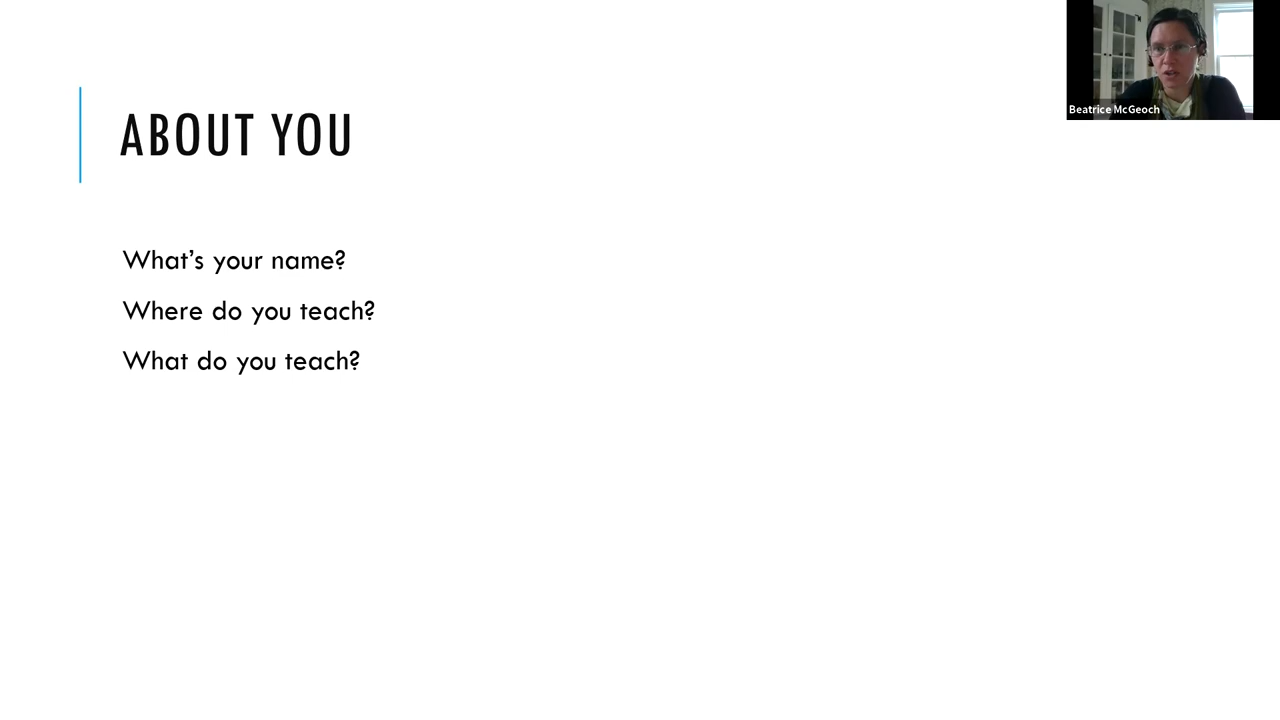 ABOUT YOU
What's your name?
Where do you teach?
What do you teach?
Beatrice McGeoch